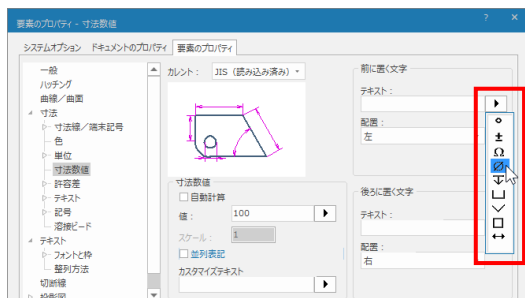 要素のプロパティ - 寸法数値
? ×
システムオプション ドキュメントのプロパティ 要素のプロパティ
一般
ハッチング
曲線／曲面
寸法
寸法線／端末記号
色
単位
寸法数値
許容差
テキスト
記号
溶接ビード
テキスト
フォントと枠
整列方法
切断線
投影図
カレント： JIS （読み込み済み）
寸法数値
自動計算
値： 100
スケール： 1
並列表記
カスタマイズテキスト
前に置く文字
テキスト：
配置：
左
後ろに置く文字
テキスト：
配置：
右
°
±
Ω
Ø
↧
⌴
⌵
□
↔